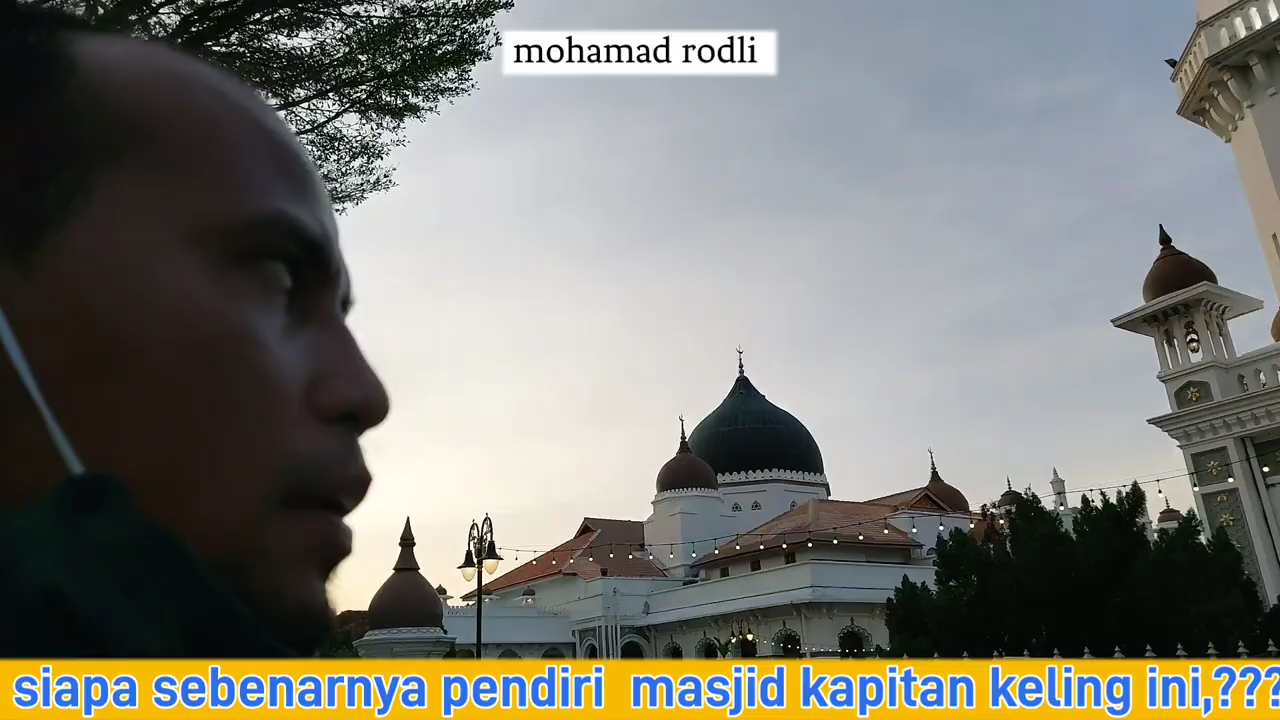 mohamad rodli
siapa sebenarnya pendiri masjid kapitan keling ini,???